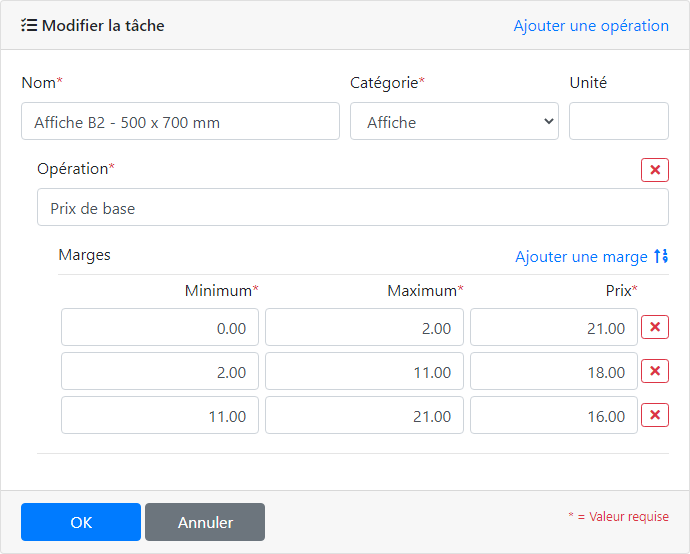 Modifier la tâche Ajouter une opération
Nom* Catégorie* Unité
Affiche B2 - 500 x 700 mm Affiche
Opération*
Prix de base
Marges Ajouter une marge
Minimum* Maximum* Prix*
0.00 2.00 21.00
2.00 11.00 18.00
11.00 21.00 16.00
OK Annuler * = Valeur requise